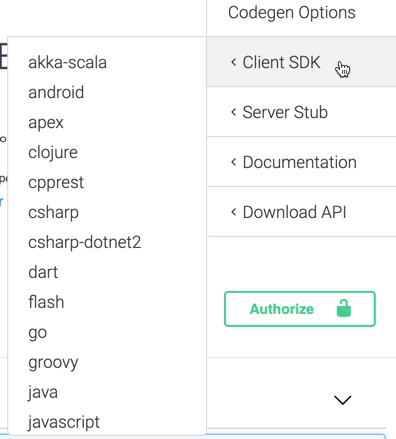 Codegen Options
‹ Client SDK
‹ Server Stub
‹ Documentation
‹ Download API
akka-scala
android
apex
clojure
cpprest
csharp
csharp-dotnet2
dart
flash
go
groovy
java
javascript
Authorize